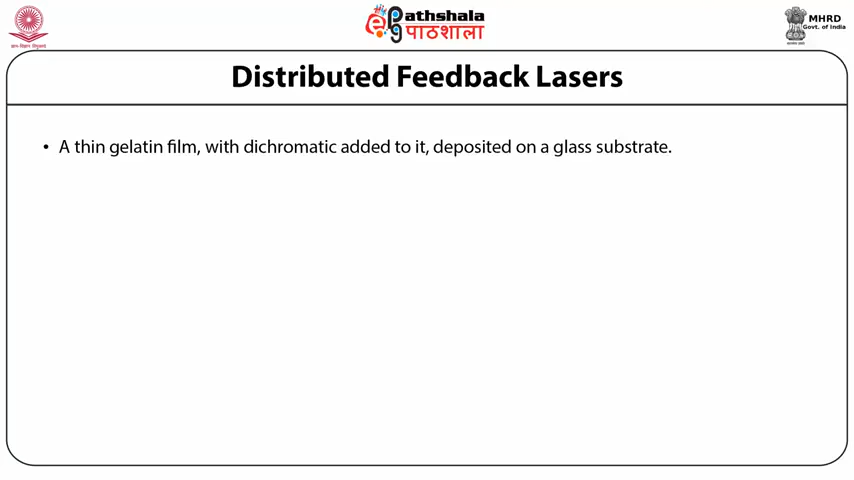 ePathshala
पाठशाला
MHRD
Govt. of India
Distributed Feedback Lasers
• A thin gelatin film, with dichromatic added to it, deposited on a glass substrate.